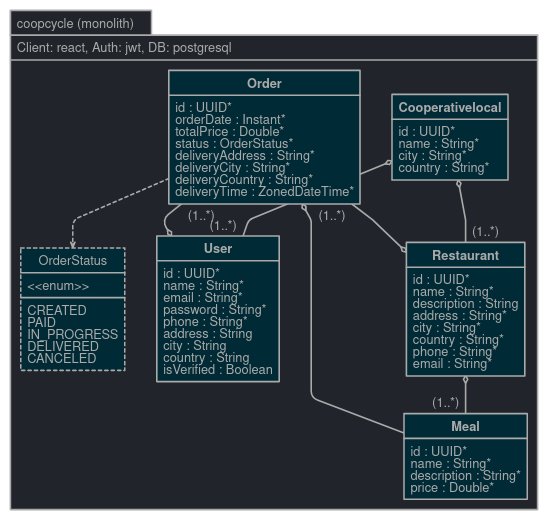 coopcycle (monolith)
Client: react, Auth: jwt, DB: postgresql
Order
id : UUID*
orderDate : Instant*
totalPrice : Double*
status : OrderStatus*
deliveryAddress : String*
deliveryCity : String*
deliveryCountry : String*
deliveryTime : ZonedDateTime*
Cooperativelocal
id : UUID*
name : String*
city : String*
country : String*
(1..*)
(1..*)
(1..*)
(1..*)
OrderStatus
<<enum>>
CREATED
PAID
IN_PROGRESS
DELIVERED
CANCELED
User
id : UUID*
name : String*
email : String*
password : String*
phone : String*
address : String
city : String
country : String
isVerified : Boolean
Restaurant
id : UUID*
name : String*
description : String
address : String*
city : String*
country : String*
phone : String*
email : String*
(1..*)
Meal
id : UUID*
name : String*
description : String*
price : Double*